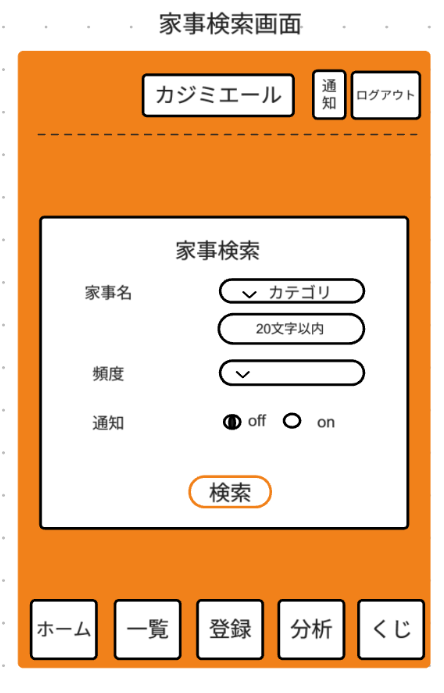 家事検索画面
カジミエール
通知
ログアウト
家事検索
家事名
カテゴリ
20文字以内
頻度
通知
off
on
検索
ホーム
一覧
登録
分析
くじ